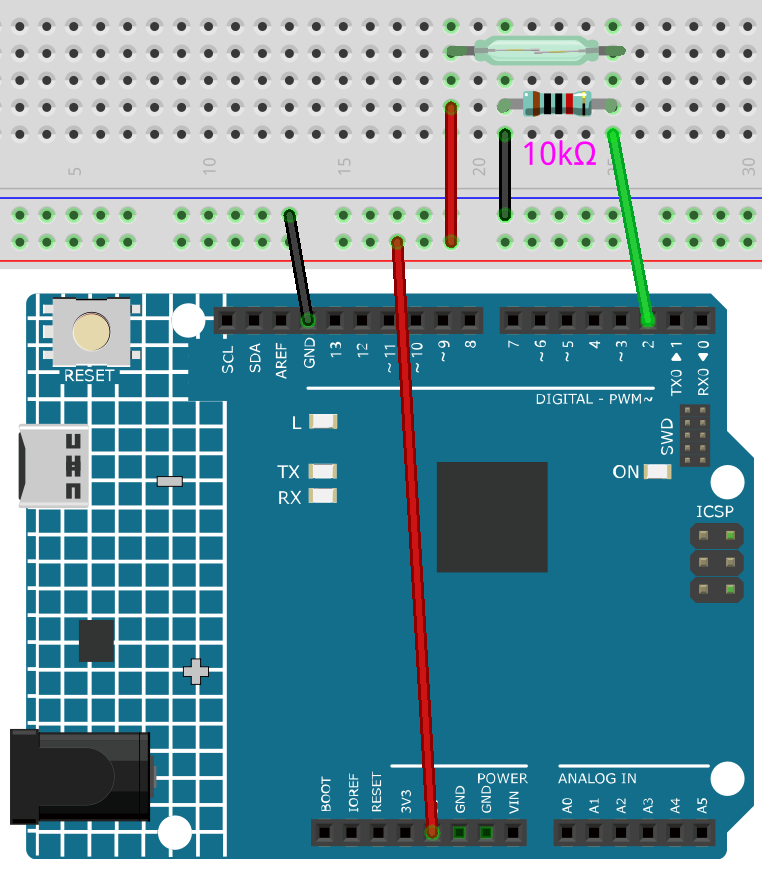 10kΩ
5 10 15 20 25 30
SCL SDA AREF GND 13 12 ~11 ~10 ~9 8 7 ~6 ~5 4 ~3 2 TX0▶1 RX0◀0
RESET
DIGITAL - PWM~
L
TX
RX
ON
SWD
ICSP
POWER
ANALOG IN
BOOT IOREF RESET 3V3 GND GND VIN A0 A1 A2 A3 A4 A5